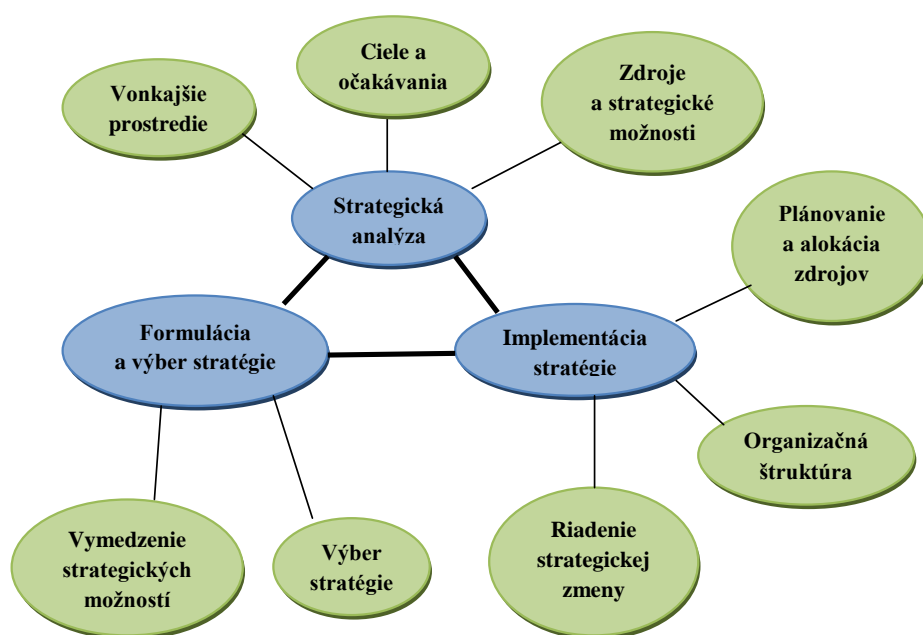 Ciele a
očakávania
Vonkajšie
prostredie
Zdroje
a strategické
možnosti
Strategická
analýza
Plánovanie
a alokácia
zdrojov
Formulácia
a výber stratégie
Implementácia
stratégie
Organizačná
štruktúra
Vymedzenie
strategických
možností
Výber
stratégie
Riadenie
strategickej
zmeny